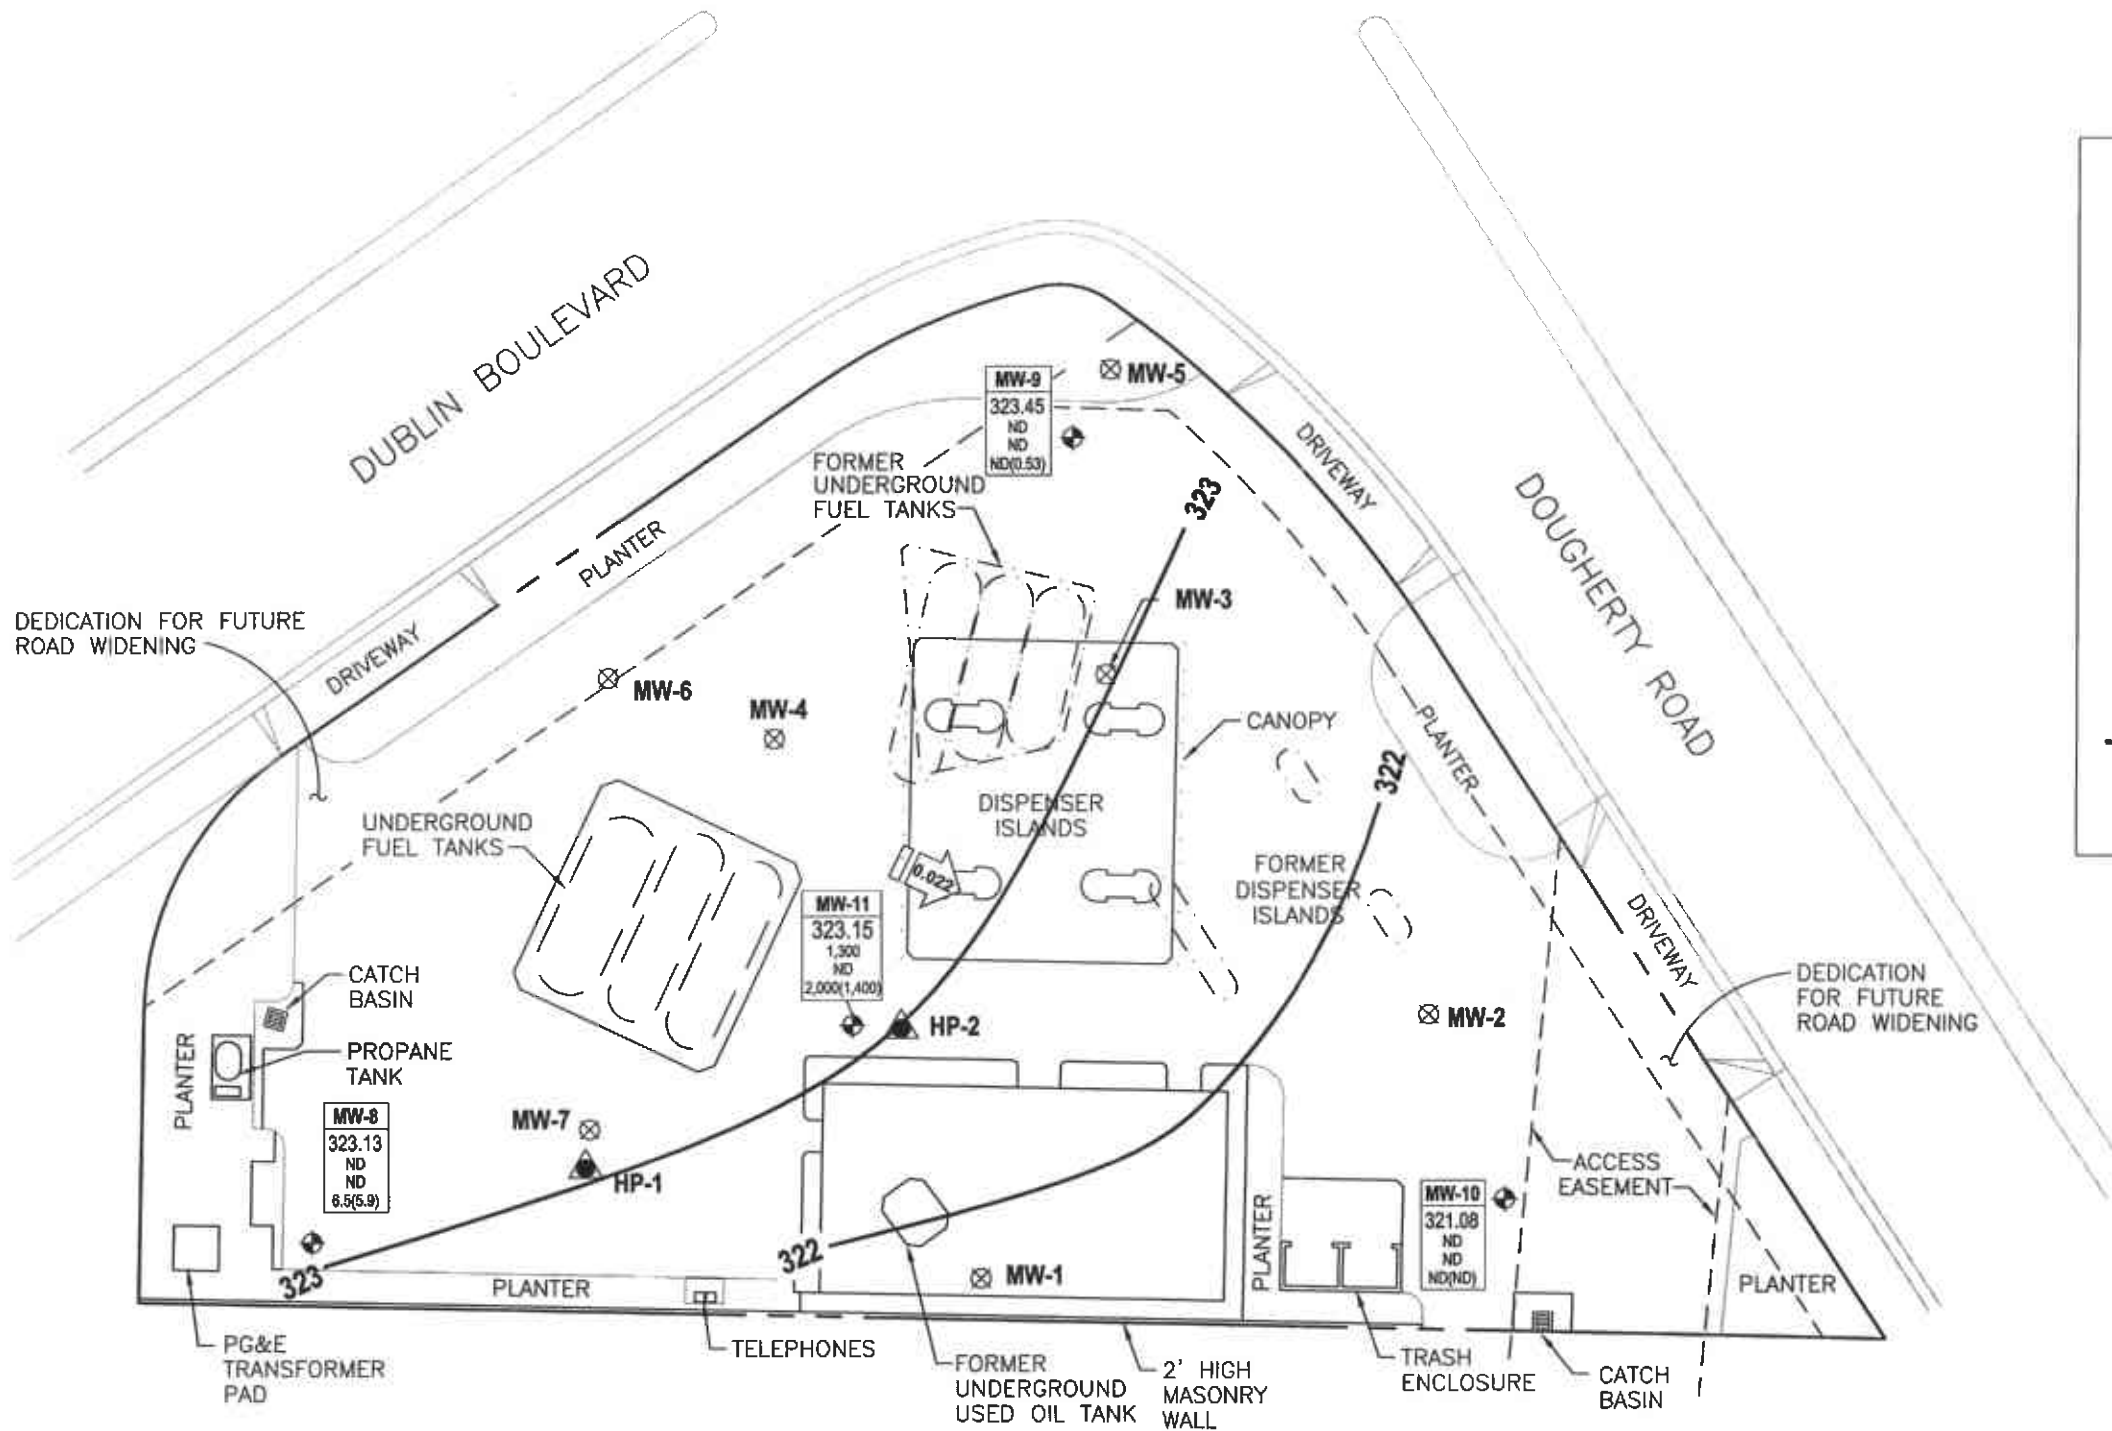 DUBLIN BOULEVARD
DOUGHERTY ROAD
MW-9
323.45
ND
ND
ND(0.53)
MW-5
DRIVEWAY
FORMER
UNDERGROUND
FUEL TANKS
323
PLANTER
MW-3
DEDICATION FOR FUTURE
ROAD WIDENING
DRIVEWAY
MW-6
MW-4
CANOPY
PLANTER
322
DISPENSER
ISLANDS
UNDERGROUND
FUEL TANKS
0.022
FORMER
DISPENSER
ISLANDS
DRIVEWAY
MW-11
323.15
1,300
ND
2,000(1,400)
CATCH
BASIN
DEDICATION
FOR FUTURE
ROAD WIDENING
HP-2
MW-2
PLANTER
PROPANE
TANK
MW-8
323.13
ND
ND
6.5(5.9)
MW-7
HP-1
ACCESS
EASEMENT
MW-10
321.08
ND
ND
ND(ND)
PLANTER
322
323
PLANTER
MW-1
PLANTER
PG&E
TRANSFORMER
PAD
TELEPHONES
FORMER
UNDERGROUND
USED OIL TANK
2' HIGH
MASONRY
WALL
TRASH
ENCLOSURE
CATCH
BASIN